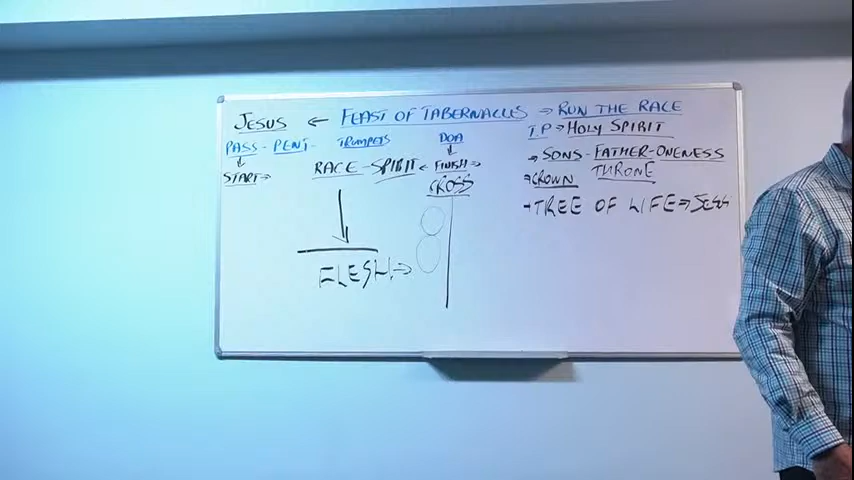 JESUS ← FEAST OF TABERNACLES ⇒ RUN THE RACE
PASS - PENT - TRUMPETS DOA I.P ⇒ HOLY SPIRIT
START ⇒ RACE - SPIRIT ← FINISH ⇒ ⇒ SONS - FATHER - ONENESS
CROSS ⇒ CROWN THRONE
- TREE OF LIFE ⇒
FLESH ⇒